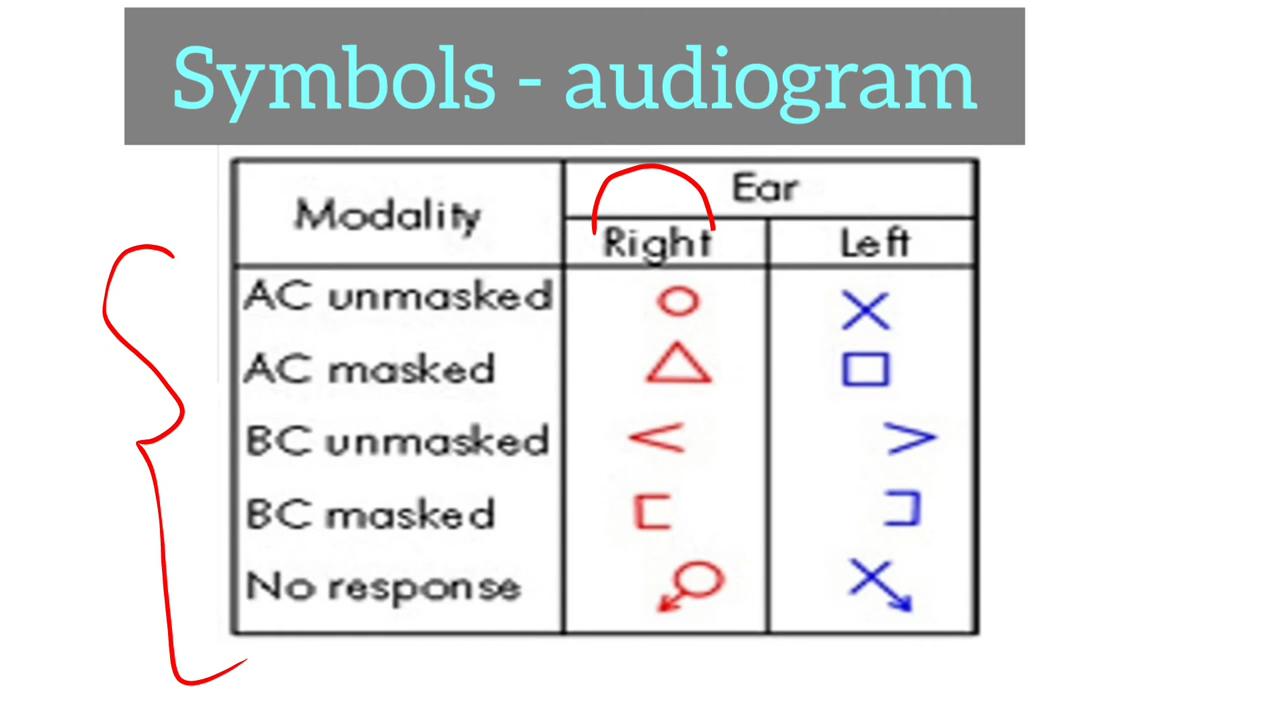 Symbols - audiogram
Modality
Ear
Right
Left
AC unmasked
AC masked
BC unmasked
BC masked
No response